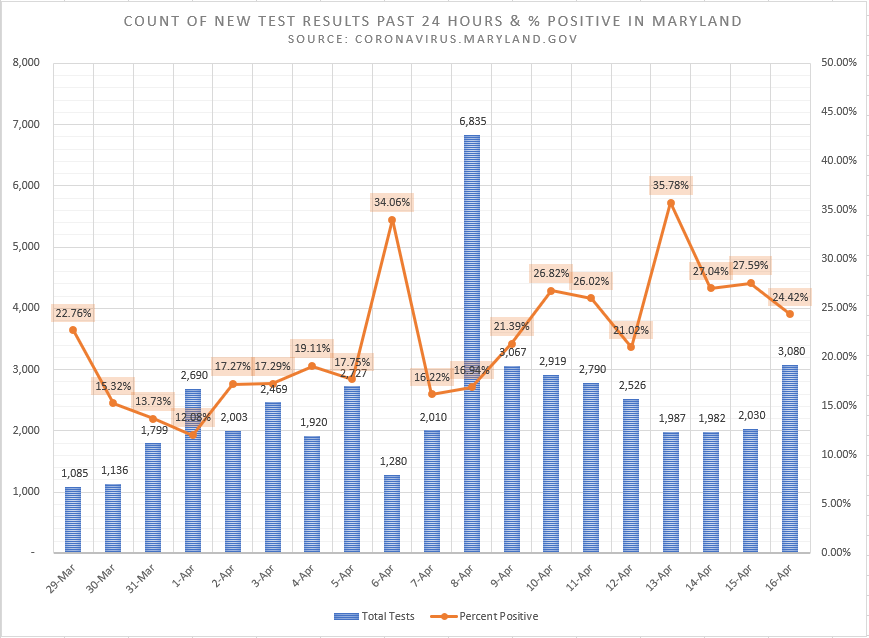 COUNT OF NEW TEST RESULTS PAST 24 HOURS & % POSITIVE IN MARYLAND
SOURCE: CORONAVIRUS.MARYLAND.GOV
8,000
7,000
6,000
5,000
4,000
3,000
2,000
1,000
-
50.00%
45.00%
40.00%
35.00%
30.00%
25.00%
20.00%
15.00%
10.00%
5.00%
0.00%
22.76%
15.32%
13.73%
12.08%
17.27%
17.29%
19.11%
17.75%
34.06%
16.22%
16.94%
21.39%
26.82%
26.02%
21.02%
35.78%
27.04%
27.59%
24.42%
1,085
1,136
1,799
2,690
2,003
2,469
1,920
2,727
1,280
2,010
6,835
3,067
2,919
2,790
2,526
1,987
1,982
2,030
3,080
29-Mar
30-Mar
31-Mar
1-Apr
2-Apr
3-Apr
4-Apr
5-Apr
6-Apr
7-Apr
8-Apr
9-Apr
10-Apr
11-Apr
12-Apr
13-Apr
14-Apr
15-Apr
16-Apr
Total Tests
Percent Positive